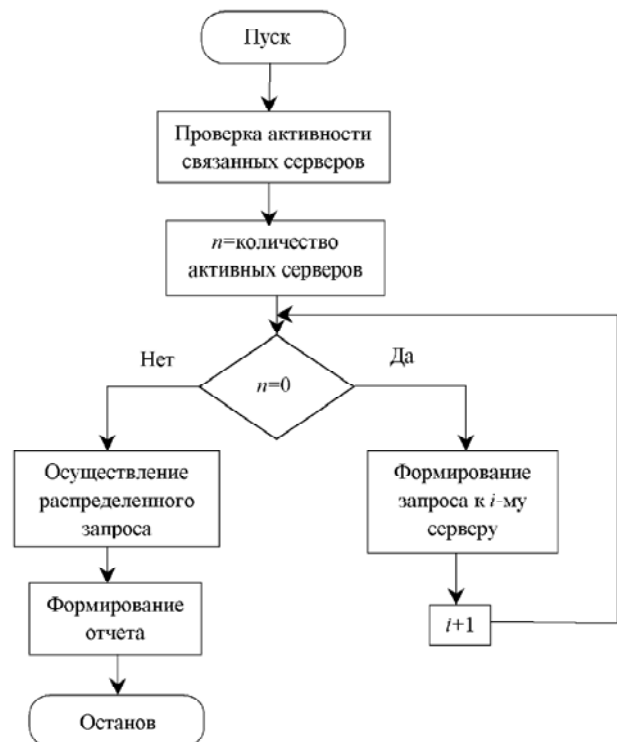 Пуск
Проверка активности
связанных серверов
n=количество
активных серверов
Нет
Да
n=0
Осуществление
распределенного
запроса
Формирование
запроса к i-му
серверу
Формирование
отчета
i+1
Останов